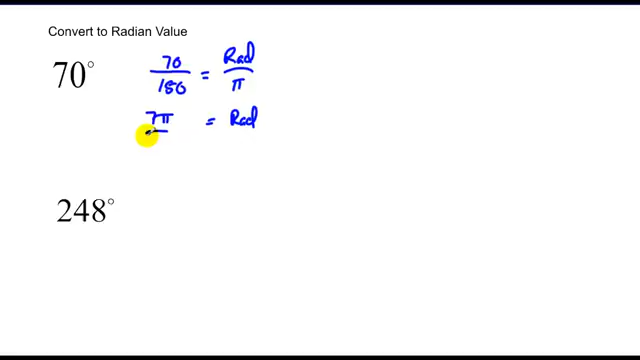 Convert to Radian Value
70° 70/180 = Rad/π
7π = Rad
248°